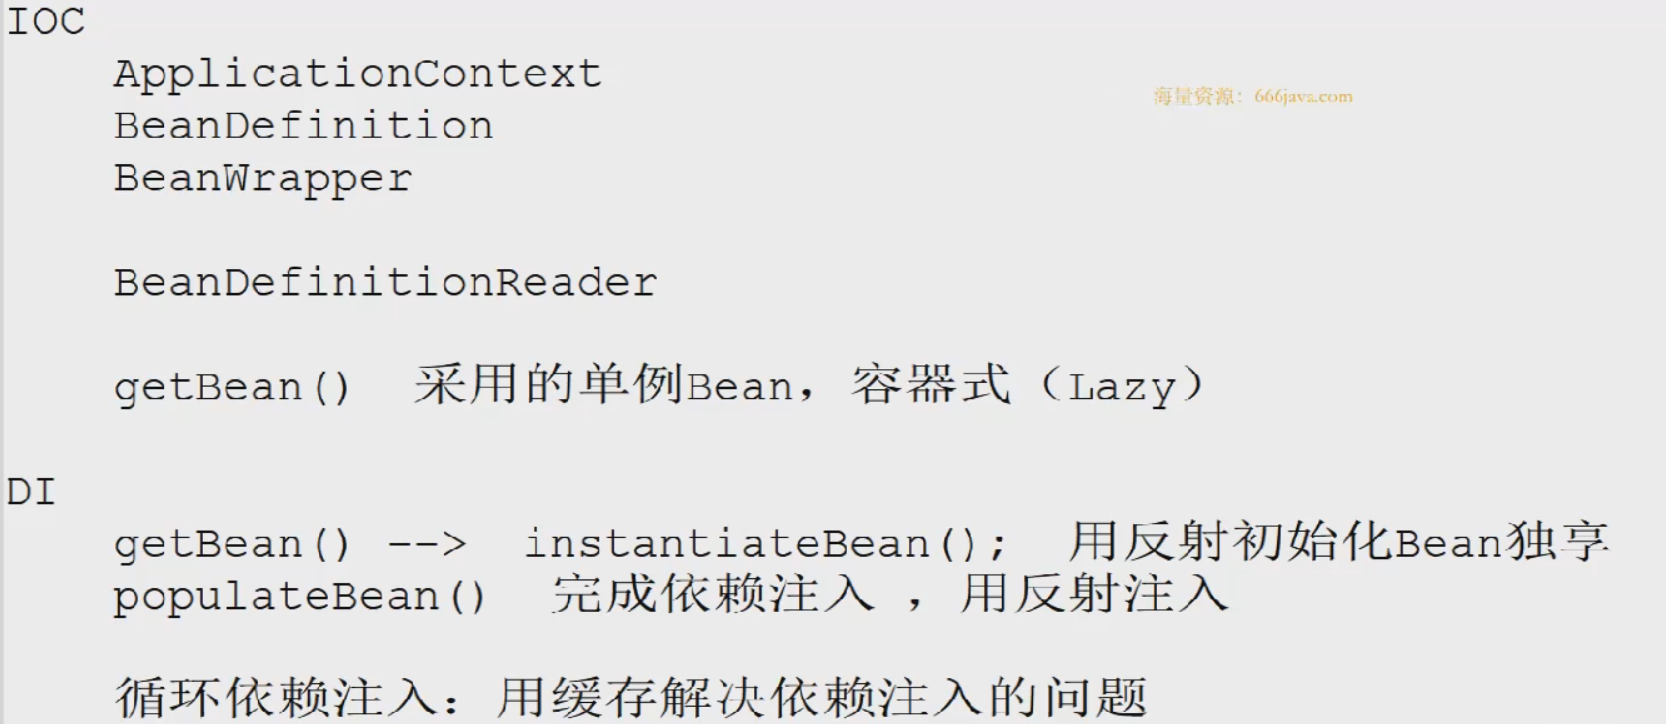 IOC
ApplicationContext
海量资源：666java.com
BeanDefinition
BeanWrapper
BeanDefinitionReader
getBean() 采用的单例Bean，容器式（Lazy）
DI
getBean() --> instantiateBean(); 用反射初始化Bean独享
populateBean() 完成依赖注入 ，用反射注入
循环依赖注入：用缓存解决依赖注入的问题